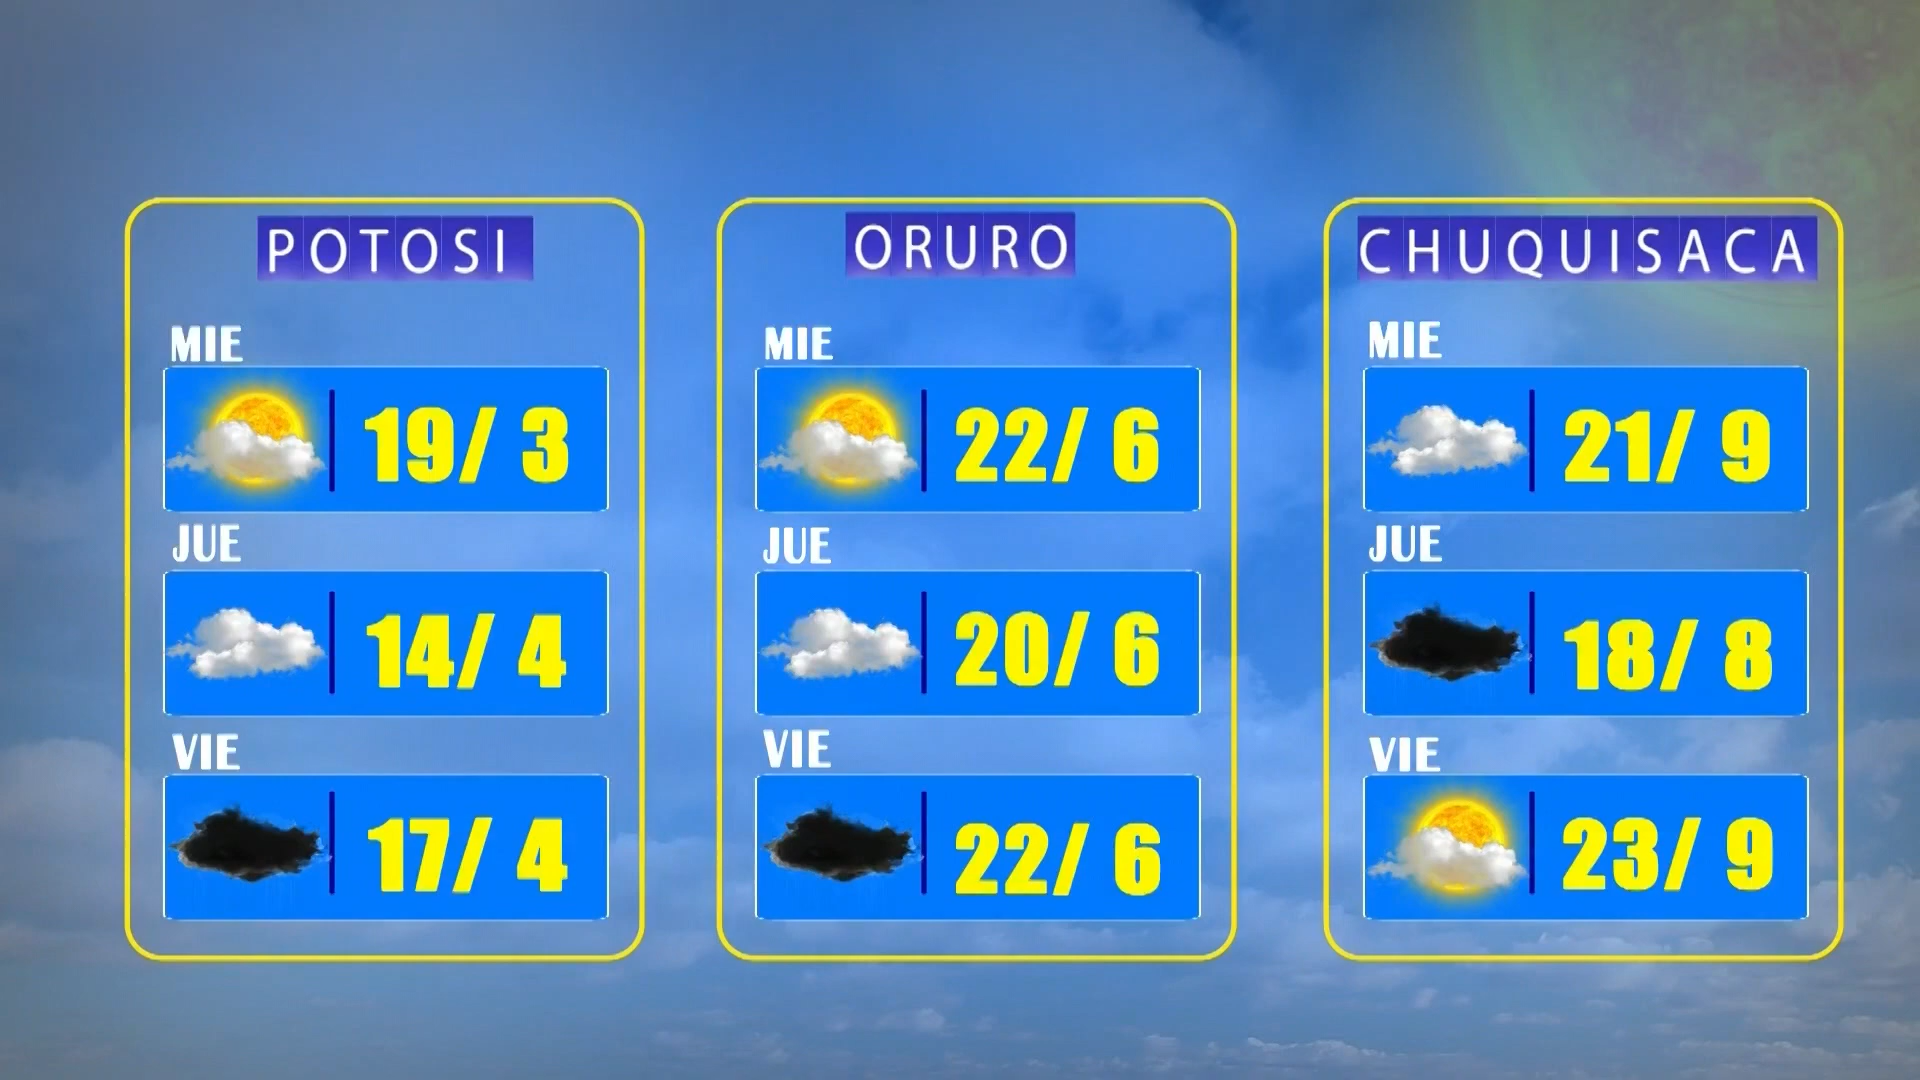 POTOSI
MIE
19/ 3
JUE
14/ 4
VIE
17/ 4
ORURO
MIE
22/ 6
JUE
20/ 6
VIE
22/ 6
CHUQUISACA
MIE
21/ 9
JUE
18/ 8
VIE
23/ 9